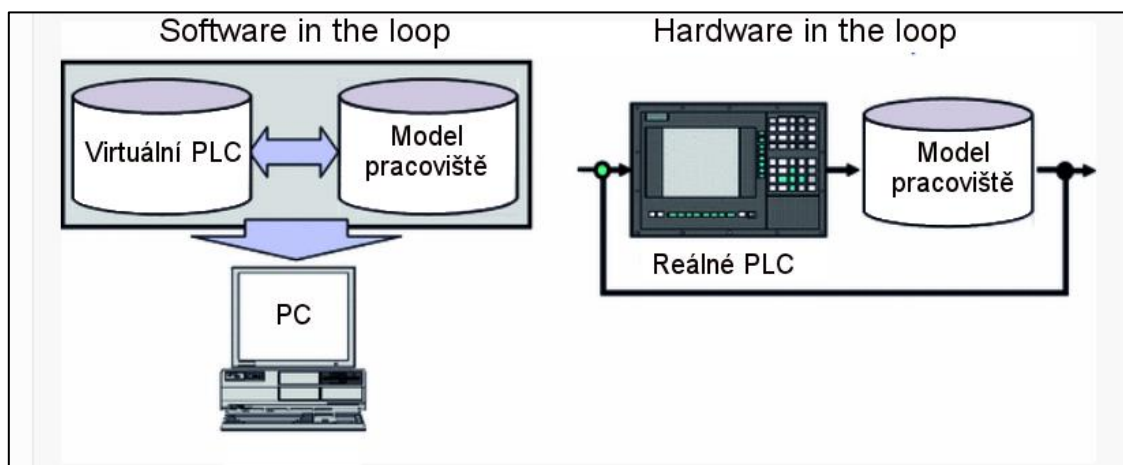 Software in the loop
Hardware in the loop
Virtuální PLC
Model
pracoviště
PC
Reálné PLC
Model
pracoviště